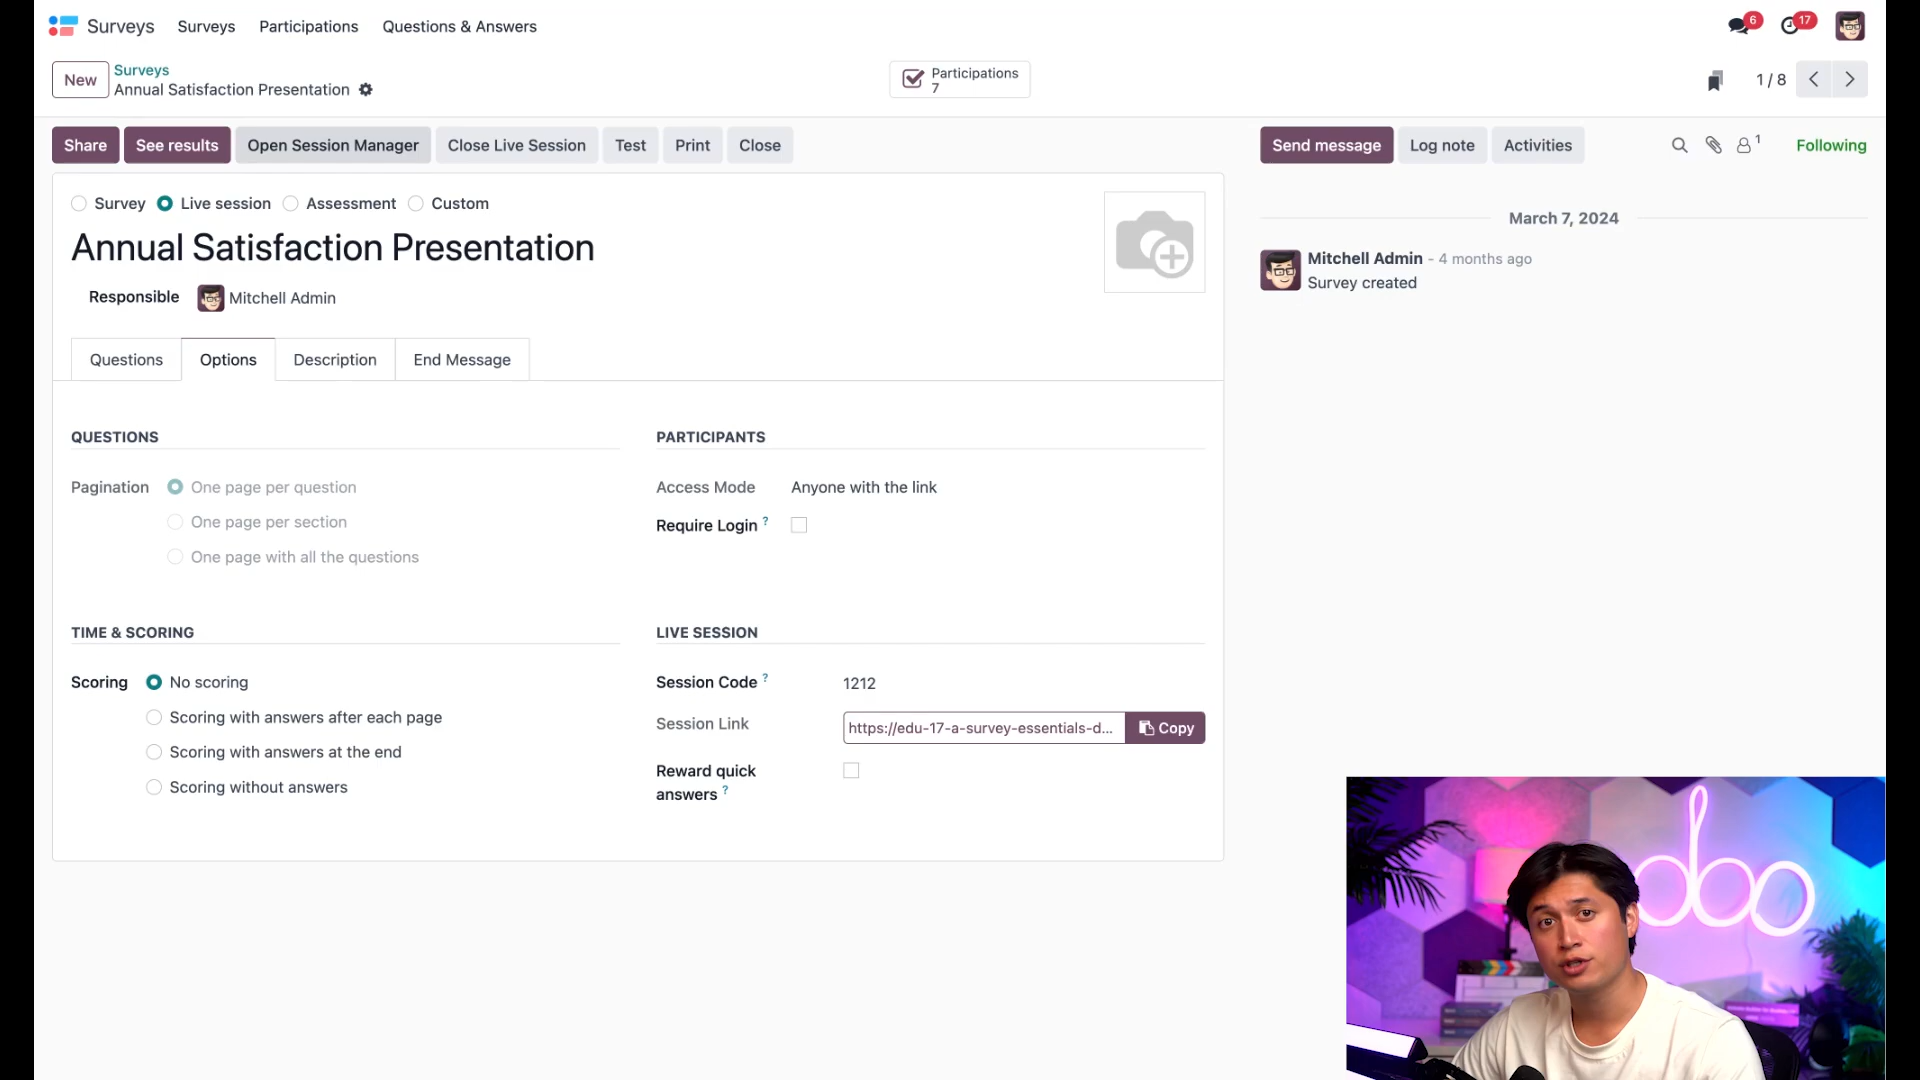 Surveys Surveys Participations Questions & Answers 6 17
New Surveys
Annual Satisfaction Presentation
Participations
7
1 / 8
Share See results Open Session Manager Close Live Session Test Print Close
Send message Log note Activities 1 Following
Survey Live session Assessment Custom
Annual Satisfaction Presentation
Responsible Mitchell Admin
March 7, 2024
Mitchell Admin - 4 months ago
Survey created
Questions Options Description End Message
QUESTIONS
Pagination One page per question
One page per section
One page with all the questions
PARTICIPANTS
Access Mode Anyone with the link
Require Login ?
TIME & SCORING
Scoring No scoring
Scoring with answers after each page
Scoring with answers at the end
Scoring without answers
LIVE SESSION
Session Code ? 1212
Session Link https://edu-17-a-survey-essentials-d... Copy
Reward quick
answers ?
odoo